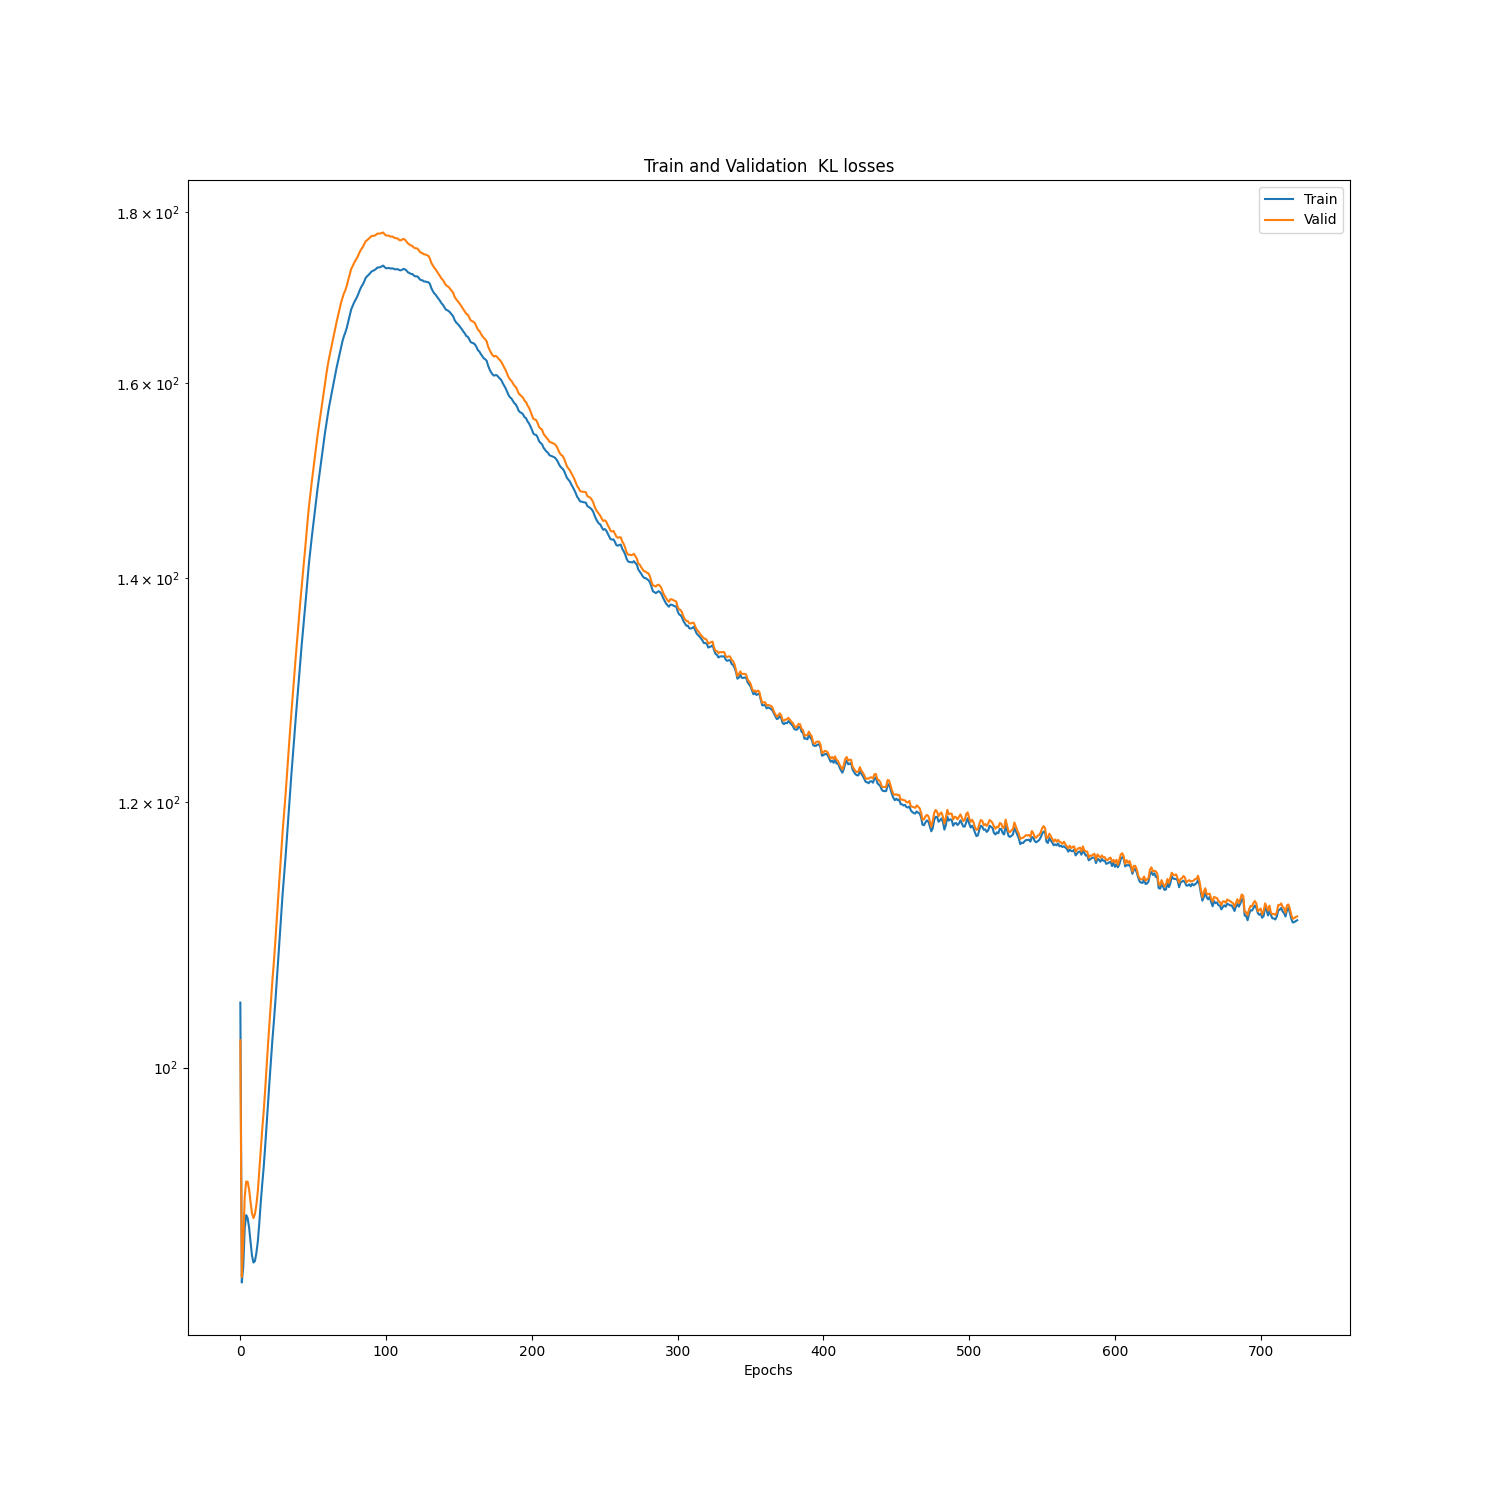 Train and Validation  KL losses
Train
Valid
1.8 × 10²
1.6 × 10²
1.4 × 10²
1.2 × 10²
10²
0 100 200 300 400 500 600 700
Epochs